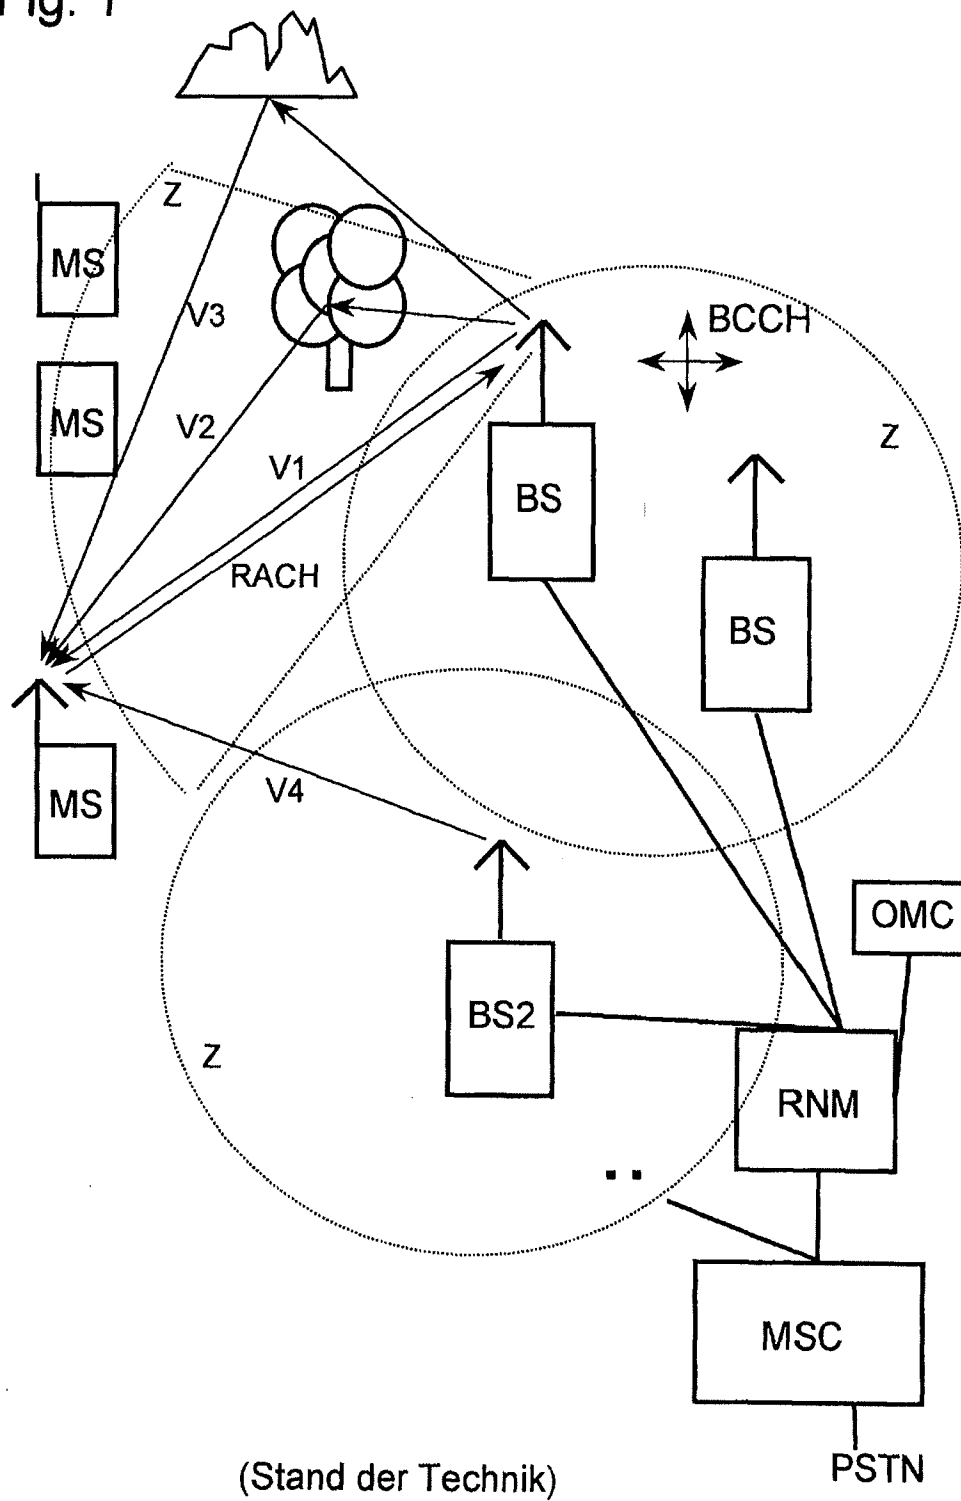 Fig. 1
Z
MS
V3
BCCH
MS
V2
Z
V1
BS
RACH
BS
V4
MS
OMC
BS2
Z
RNM
..
MSC
PSTN
(Stand der Technik)